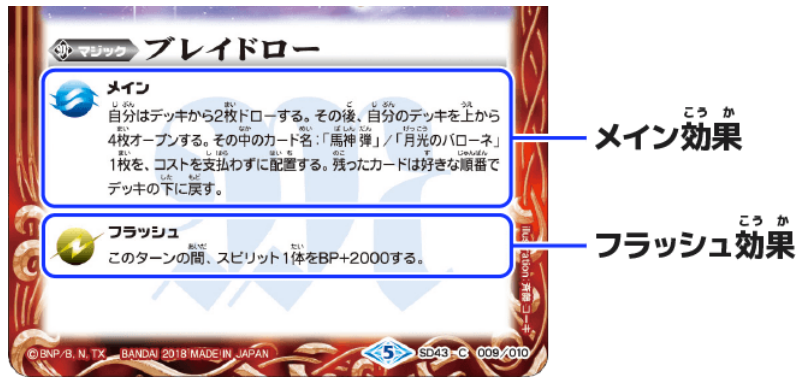 マジック ブレイドロー
メイン
自分はデッキから2枚ドローする。その後、自分のデッキを上から
4枚オープンする。その中のカード名：「馬神 弾」/「月光のバローネ」
1枚を、コストを支払わずに配置する。残ったカードは好きな順番で
デッキの下に戻す。
メイン効果
フラッシュ
このターンの間、スピリット1体をBP+2000する。
フラッシュ効果
Illustration：斉藤コーキ
©BNP/B, N, TX BANDAI 2018 MADE IN JAPAN 5 SD43-C 009/010